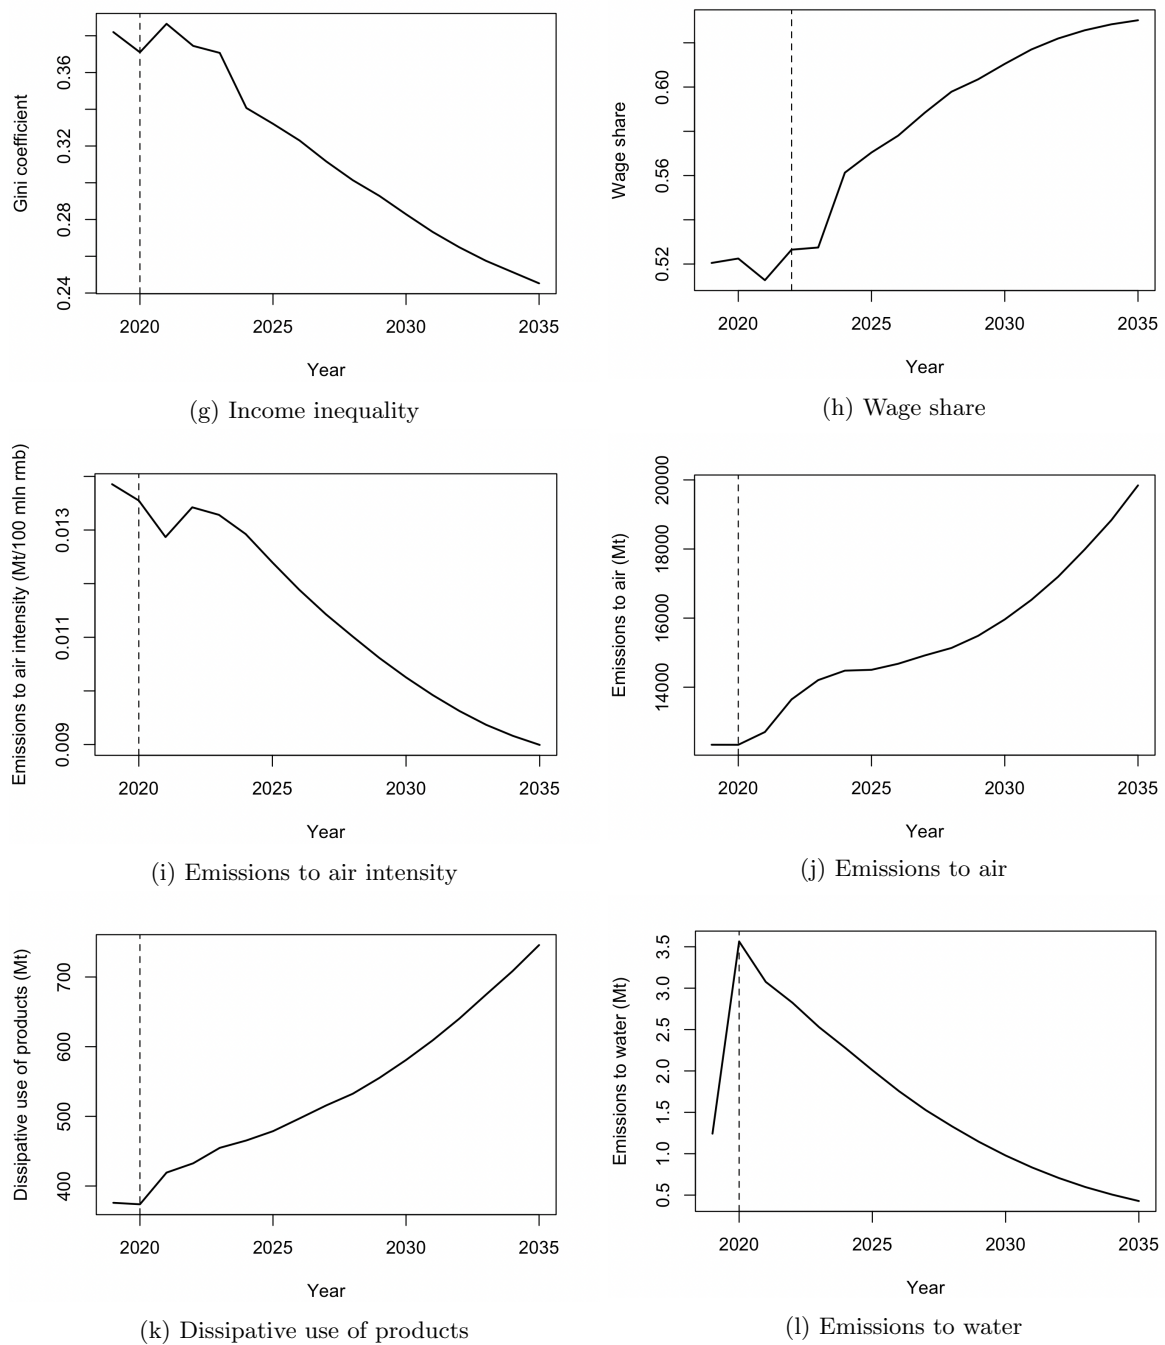 Gini coefficient
0.24 0.28 0.32 0.36
2020 2025 2030 2035
Year
(g) Income inequality
Wage share
0.52 0.56 0.60
2020 2025 2030 2035
Year
(h) Wage share
Emissions to air intensity (Mt/100 mln rmb)
0.009 0.011 0.013
2020 2025 2030 2035
Year
(i) Emissions to air intensity
Emissions to air (Mt)
14000 16000 18000 20000
2020 2025 2030 2035
Year
(j) Emissions to air
Dissipative use of products (Mt)
400 500 600 700
2020 2025 2030 2035
Year
(k) Dissipative use of products
Emissions to water (Mt)
0.5 1.0 1.5 2.0 2.5 3.0 3.5
2020 2025 2030 2035
Year
(l) Emissions to water